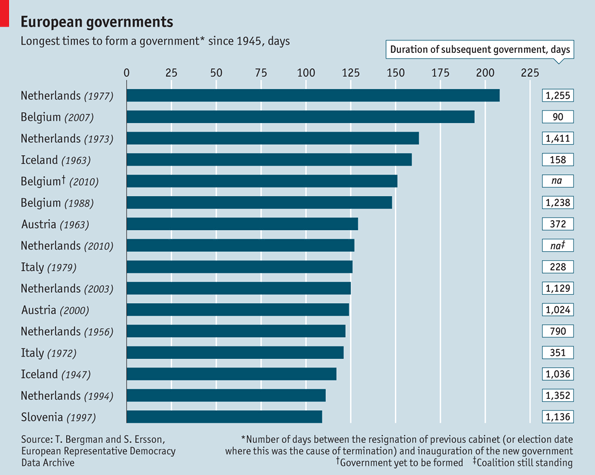 European governments
Longest times to form a government* since 1945, days
Duration of subsequent government, days
0 25 50 75 100 125 150 175 200 225
Netherlands (1977) 1,255
Belgium (2007) 90
Netherlands (1973) 1,411
Iceland (1963) 158
Belgium† (2010) na
Belgium (1988) 1,238
Austria (1963) 372
Netherlands (2010) na‡
Italy (1979) 228
Netherlands (2003) 1,129
Austria (2000) 1,024
Netherlands (1956) 790
Italy (1972) 351
Iceland (1947) 1,036
Netherlands (1994) 1,352
Slovenia (1997) 1,136
Source: T. Bergman and S. Ersson,
European Representative Democracy
Data Archive
*Number of days between the resignation of previous cabinet (or election date
where this was the cause of termination) and inauguration of the new government
†Government yet to be formed ‡Coalition still standing